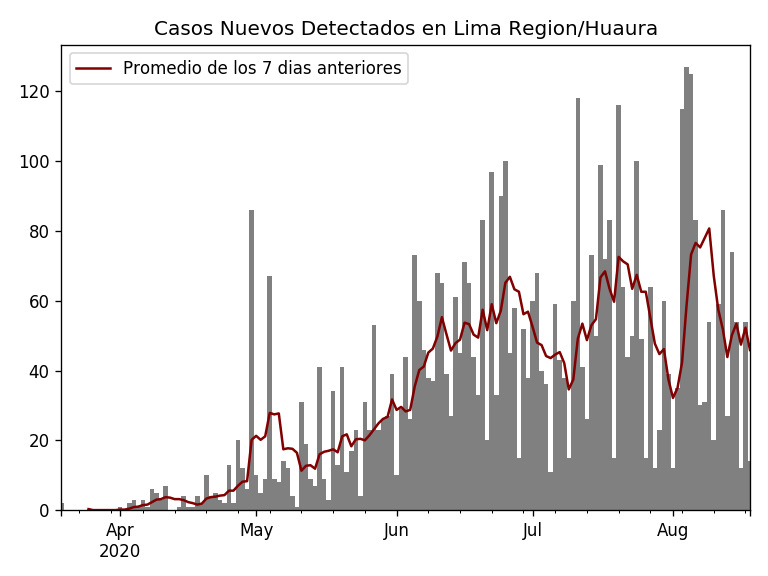 Casos Nuevos Detectados en Lima Region/Huaura
Promedio de los 7 dias anteriores
120
100
80
60
40
20
0
Apr May Jun Jul Aug
2020